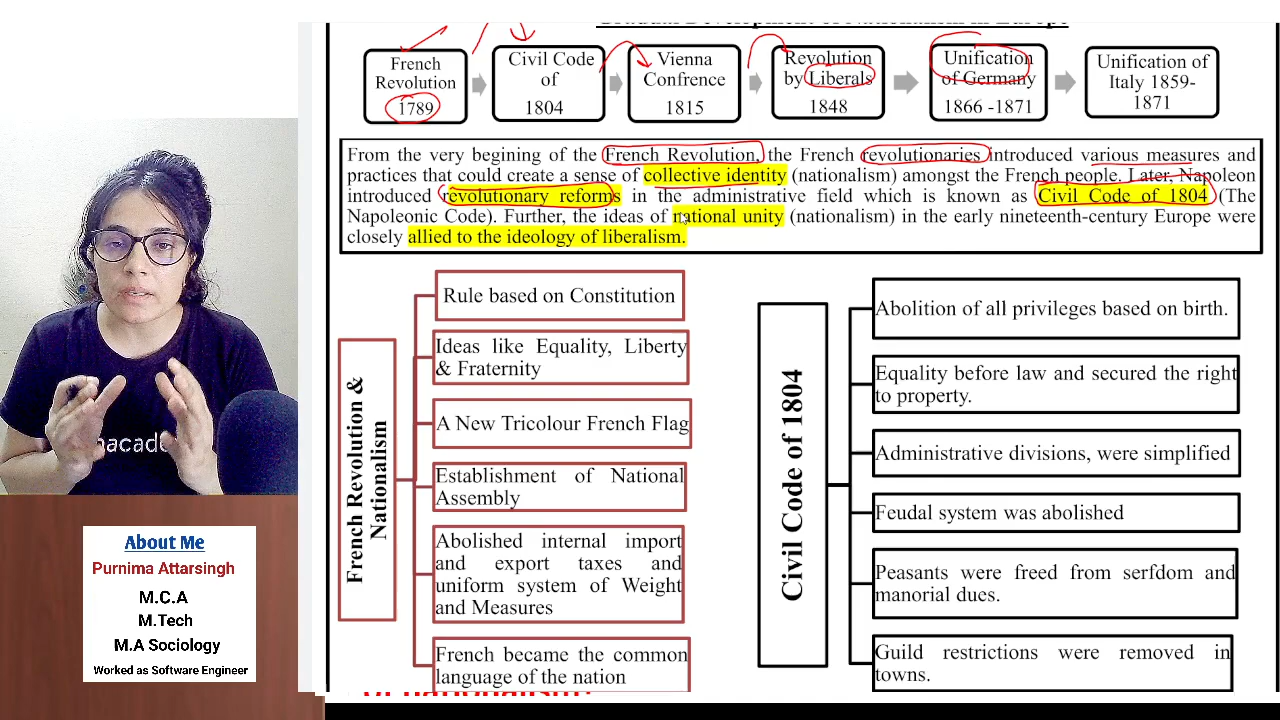 Gradual Development of Nationalism in Europe
French
Revolution
1789
Civil Code
of
1804
Vienna
Confrence
1815
Revolution
by Liberals
1848
Unification
of Germany
1866 -1871
Unification of
Italy 1859-
1871
From the very begining of the French Revolution, the French revolutionaries introduced various measures and
practices that could create a sense of collective identity (nationalism) amongst the French people. Later, Napoleon
introduced revolutionary reforms in the administrative field which is known as Civil Code of 1804 (The
Napoleonic Code). Further, the ideas of national unity (nationalism) in the early nineteenth-century Europe were
closely allied to the ideology of liberalism.
French Revolution &
Nationalism
Rule based on Constitution
Ideas like Equality, Liberty
& Fraternity
A New Tricolour French Flag
Establishment of National
Assembly
Abolished internal import
and export taxes and
uniform system of Weight
and Measures
French became the common
language of the nation
Civil Code of 1804
Abolition of all privileges based on birth.
Equality before law and secured the right
to property.
Administrative divisions, were simplified
Feudal system was abolished
Peasants were freed from serfdom and
manorial dues.
Guild restrictions were removed in
towns.
nacade
About Me
Purnima Attarsingh
M.C.A
M.Tech
M.A Sociology
Worked as Software Engineer